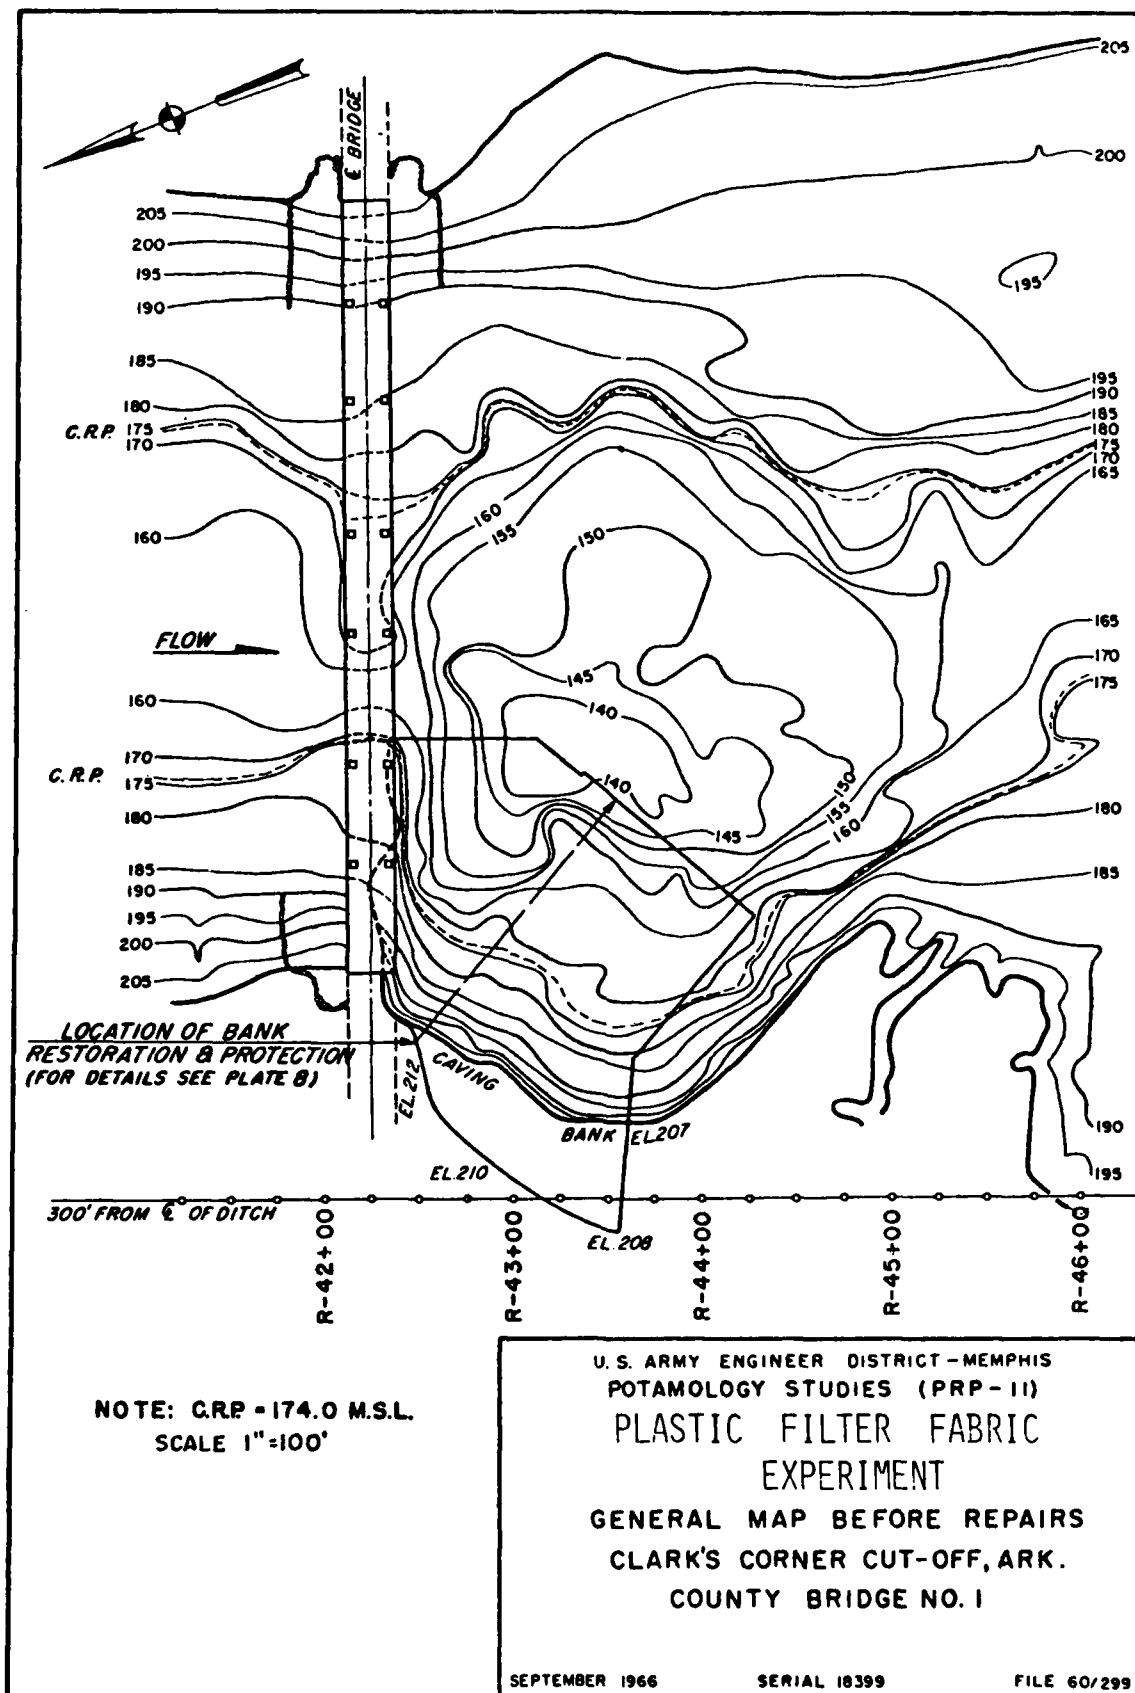 205
200
195
℄ BRIDGE
205
200
195
190
185
180
C.R.P. 175
170
160
FLOW
160
170
C.R.P.
175
180
185
190
195
200
205
195
190
185
180
175
170
165
160
155
150
145
140
140
145
150
155
160
165
170
175
180
185
190
195
LOCATION OF BANK
RESTORATION & PROTECTION
(FOR DETAILS SEE PLATE 8)
EL.212
CAVING
BANK
EL.207
EL.210
EL.208
300' FROM ℄ OF DITCH
R-42+00
R-43+00
R-44+00
R-45+00
R-46+00
NOTE: C.R.P. = 174.0 M.S.L.
SCALE 1"=100'
U. S. ARMY ENGINEER DISTRICT - MEMPHIS
POTAMOLOGY STUDIES (PRP-11)
PLASTIC FILTER FABRIC
EXPERIMENT
GENERAL MAP BEFORE REPAIRS
CLARK'S CORNER CUT-OFF, ARK.
COUNTY BRIDGE NO. 1
SEPTEMBER 1966 SERIAL 18399 FILE 60/299